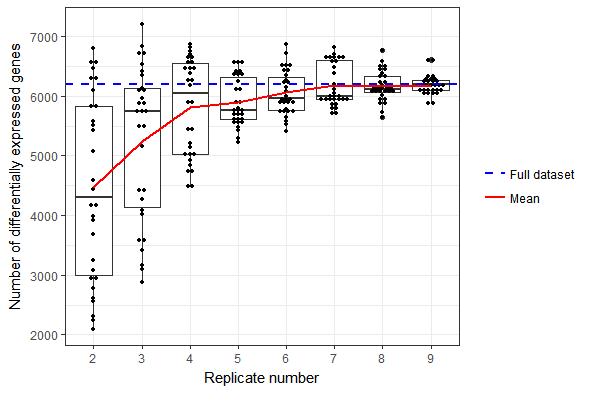 Number of differentially expressed genes
7000
6000
5000
4000
3000
2000
2 3 4 5 6 7 8 9
Replicate number
Full dataset
Mean